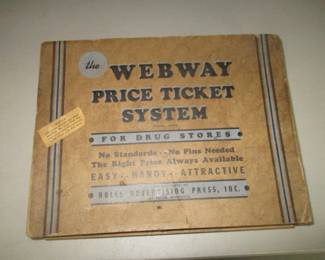 the
WEBWAY
PRICE TICKET
SYSTEM
FOR DRUG STORES
No Standards - - No Pins Needed
The Right Price Always Available
EASY - - HANDY - - ATTRACTIVE
ADVERTISING PRESS, INC.